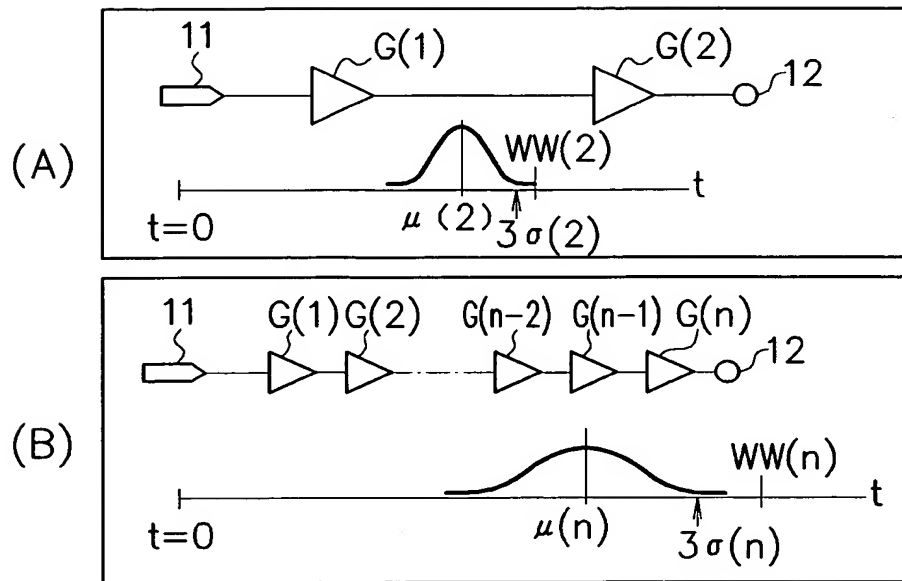 11 G(1) G(2) 12
(A)
WW(2)
t
t=0 μ(2) 3σ(2)
11 G(1) G(2) G(n-2) G(n-1) G(n) 12
(B)
WW(n)
t
t=0 μ(n) 3σ(n)